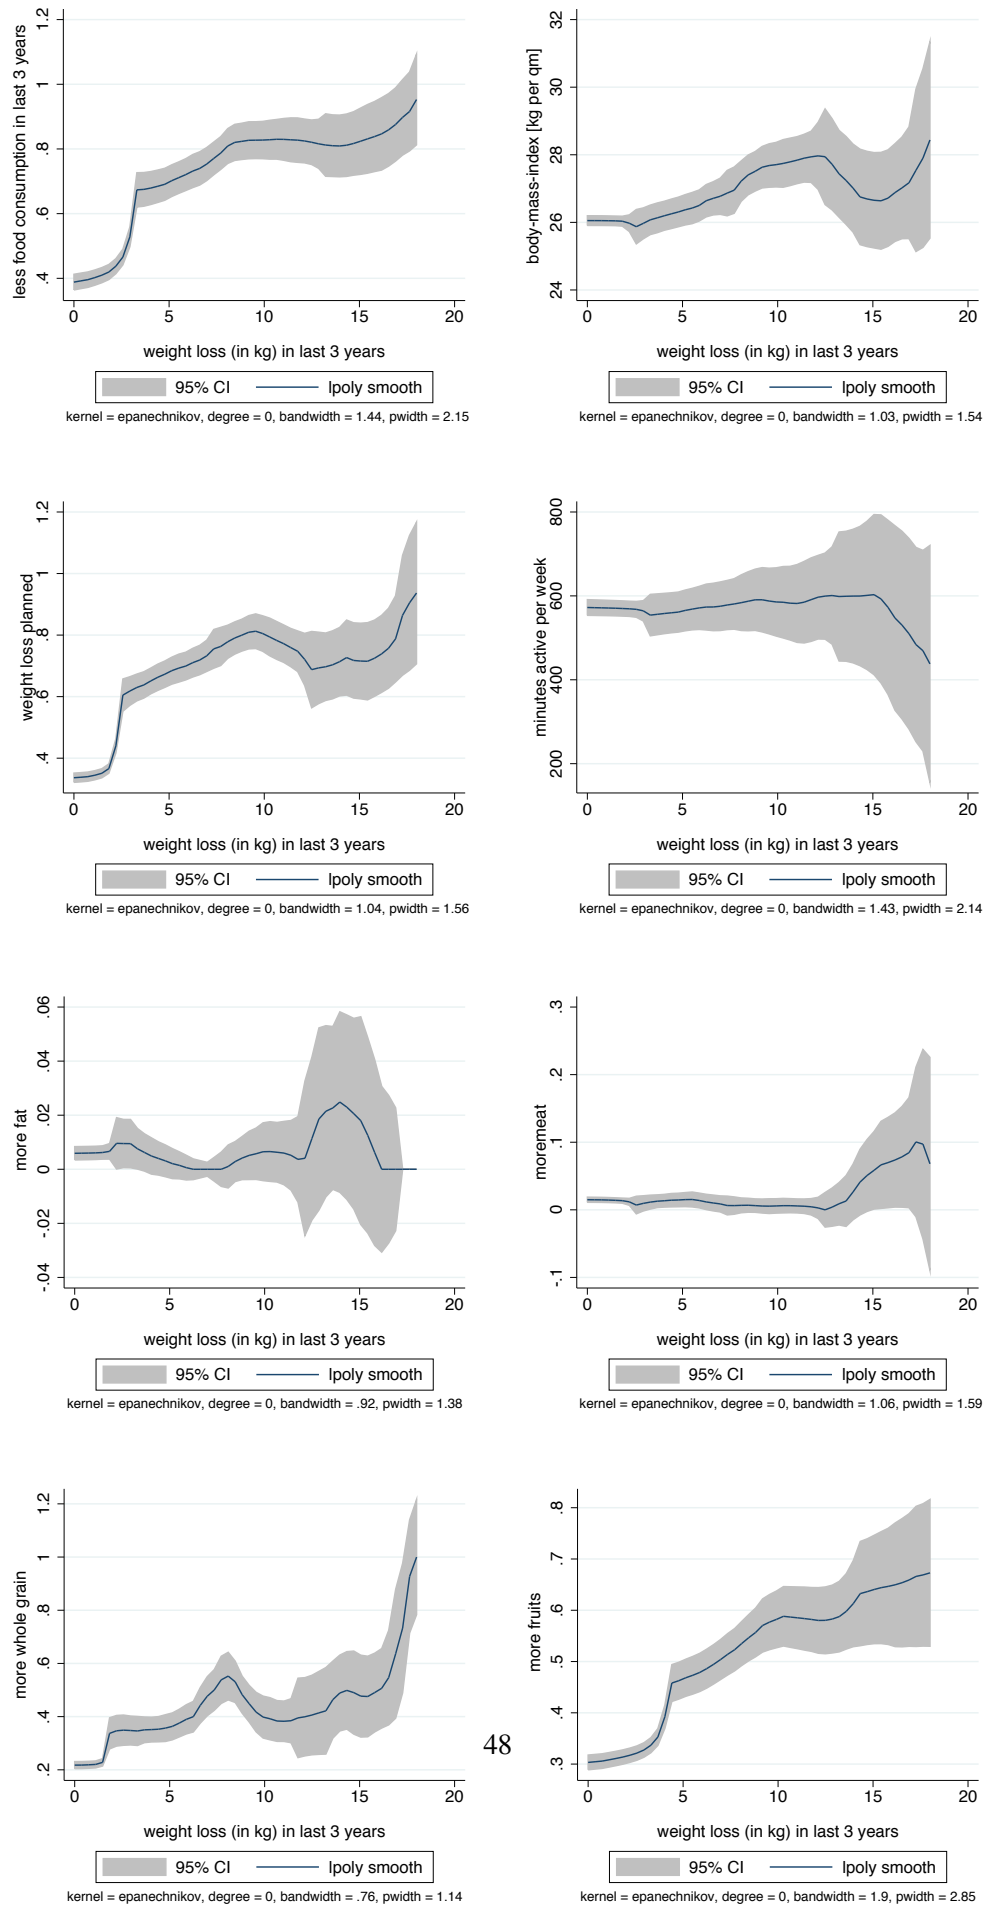 less food consumption in last 3 years
1.2
1
.8
.6
.4
0 5 10 15 20
weight loss (in kg) in last 3 years
95% CI lpoly smooth
kernel = epanechnikov, degree = 0, bandwidth = 1.44, pwidth = 2.15
body-mass-index [kg per qm]
32
30
28
26
24
0 5 10 15 20
weight loss (in kg) in last 3 years
95% CI lpoly smooth
kernel = epanechnikov, degree = 0, bandwidth = 1.03, pwidth = 1.54
weight loss planned
1.2
1
.8
.6
.4
0 5 10 15 20
weight loss (in kg) in last 3 years
95% CI lpoly smooth
kernel = epanechnikov, degree = 0, bandwidth = 1.04, pwidth = 1.56
minutes active per week
800
600
400
200
0 5 10 15 20
weight loss (in kg) in last 3 years
95% CI lpoly smooth
kernel = epanechnikov, degree = 0, bandwidth = 1.43, pwidth = 2.14
more fat
.06
.04
.02
0
-.02
-.04
0 5 10 15 20
weight loss (in kg) in last 3 years
95% CI lpoly smooth
kernel = epanechnikov, degree = 0, bandwidth = .92, pwidth = 1.38
moremeat
.3
.2
.1
0
-.1
0 5 10 15 20
weight loss (in kg) in last 3 years
95% CI lpoly smooth
kernel = epanechnikov, degree = 0, bandwidth = 1.06, pwidth = 1.59
more whole grain
1.2
1
.8
.6
.4
.2
0 5 10 15 20
weight loss (in kg) in last 3 years
95% CI lpoly smooth
kernel = epanechnikov, degree = 0, bandwidth = .76, pwidth = 1.14
48
more fruits
.8
.7
.6
.5
.4
.3
0 5 10 15 20
weight loss (in kg) in last 3 years
95% CI lpoly smooth
kernel = epanechnikov, degree = 0, bandwidth = 1.9, pwidth = 2.85